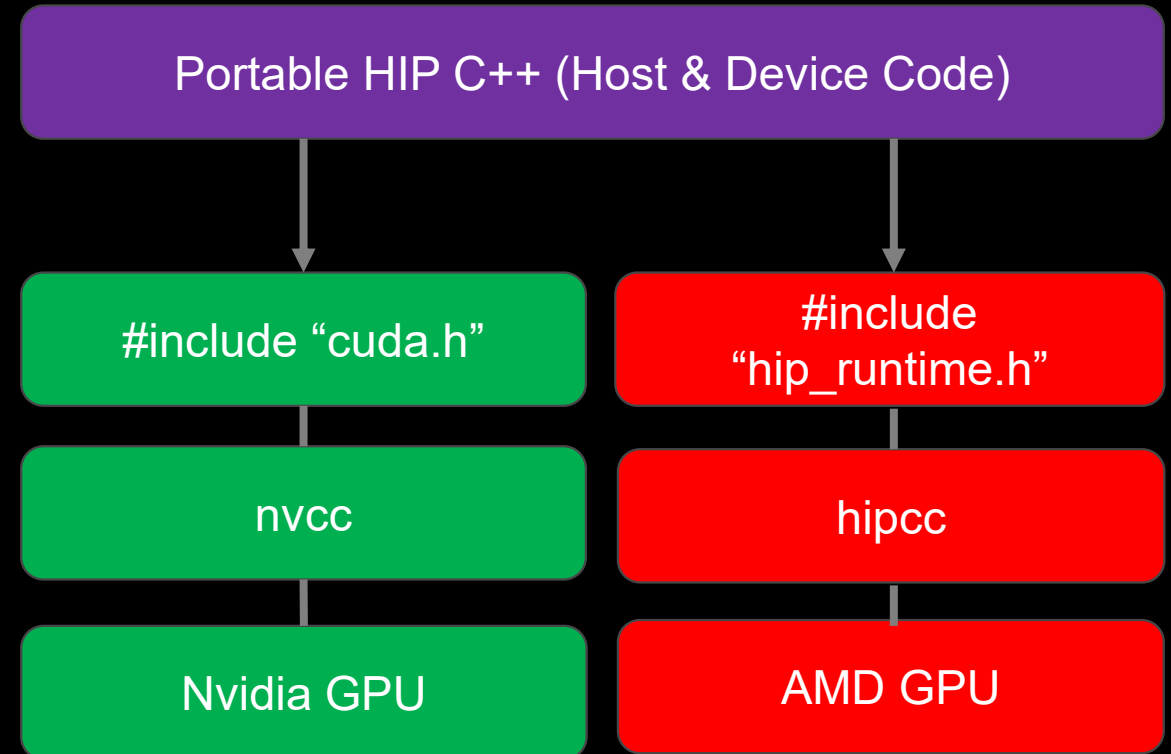 Portable HIP C++ (Host & Device Code)
#include “cuda.h”
#include
“hip_runtime.h”
nvcc
hipcc
Nvidia GPU
AMD GPU